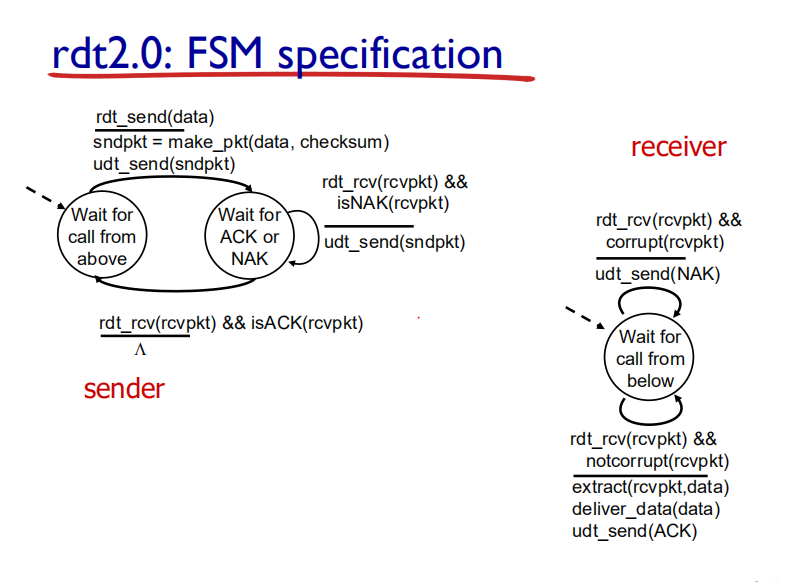 rdt2.0: FSM specification
rdt_send(data)
sndpkt = make_pkt(data, checksum)
udt_send(sndpkt)
Wait for
call from
above
Wait for
ACK or
NAK
rdt_rcv(rcvpkt) &&
isNAK(rcvpkt)
udt_send(sndpkt)
rdt_rcv(rcvpkt) && isACK(rcvpkt)
Λ
sender
receiver
rdt_rcv(rcvpkt) &&
corrupt(rcvpkt)
udt_send(NAK)
Wait for
call from
below
rdt_rcv(rcvpkt) &&
notcorrupt(rcvpkt)
extract(rcvpkt,data)
deliver_data(data)
udt_send(ACK)